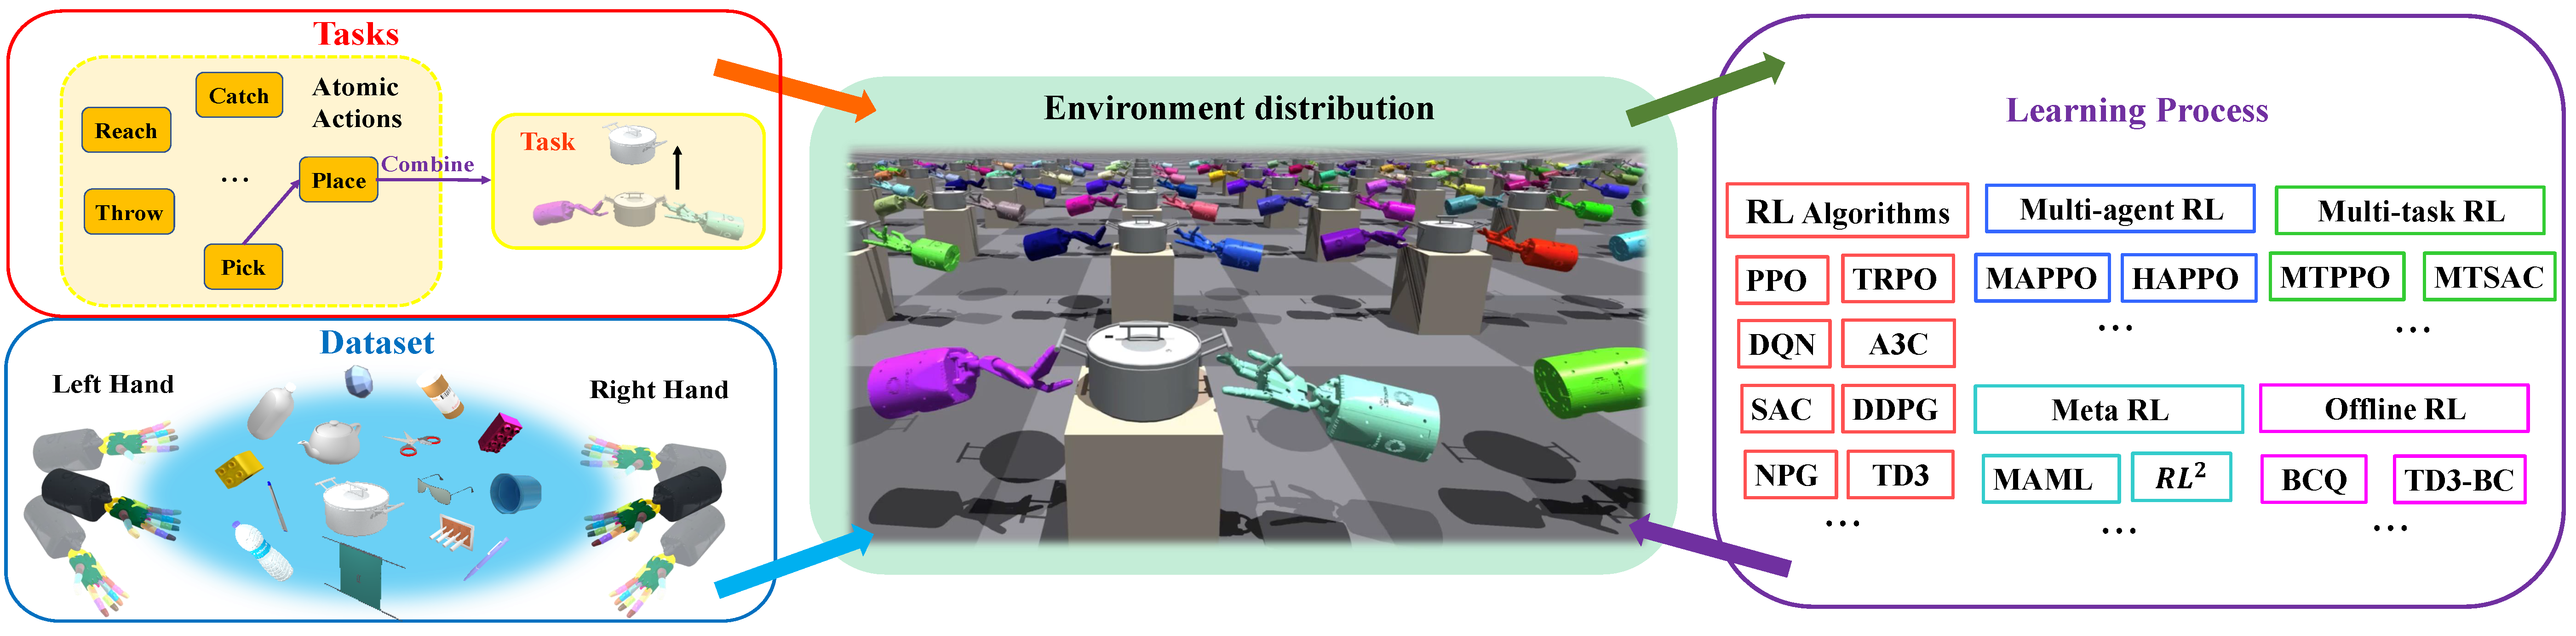 Tasks
Atomic
Actions
Catch
Reach
...
Place
Throw
Pick
Combine
Task
Dataset
Left Hand
Right Hand
Environment distribution
Learning Process
RL Algorithms
PPO
TRPO
DQN
A3C
SAC
DDPG
NPG
TD3
...
Multi-agent RL
MAPPO
HAPPO
...
Multi-task RL
MTPPO
MTSAC
...
Meta RL
MAML
RL²
...
Offline RL
BCQ
TD3-BC
...